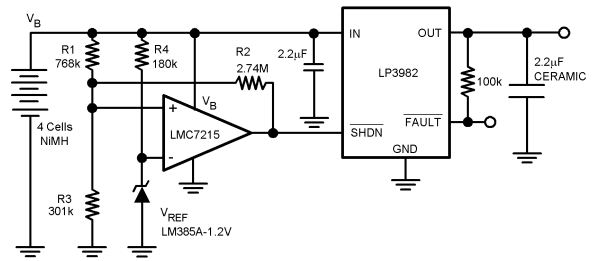 VB
R1
768k
R4
180k
R2
2.74M
2.2µF
IN
OUT
LP3982
100k
2.2µF
CERAMIC
VB
+
LMC7215
-
4 Cells
NiMH
SHDN
FAULT
GND
R3
301k
VREF
LM385A-1.2V